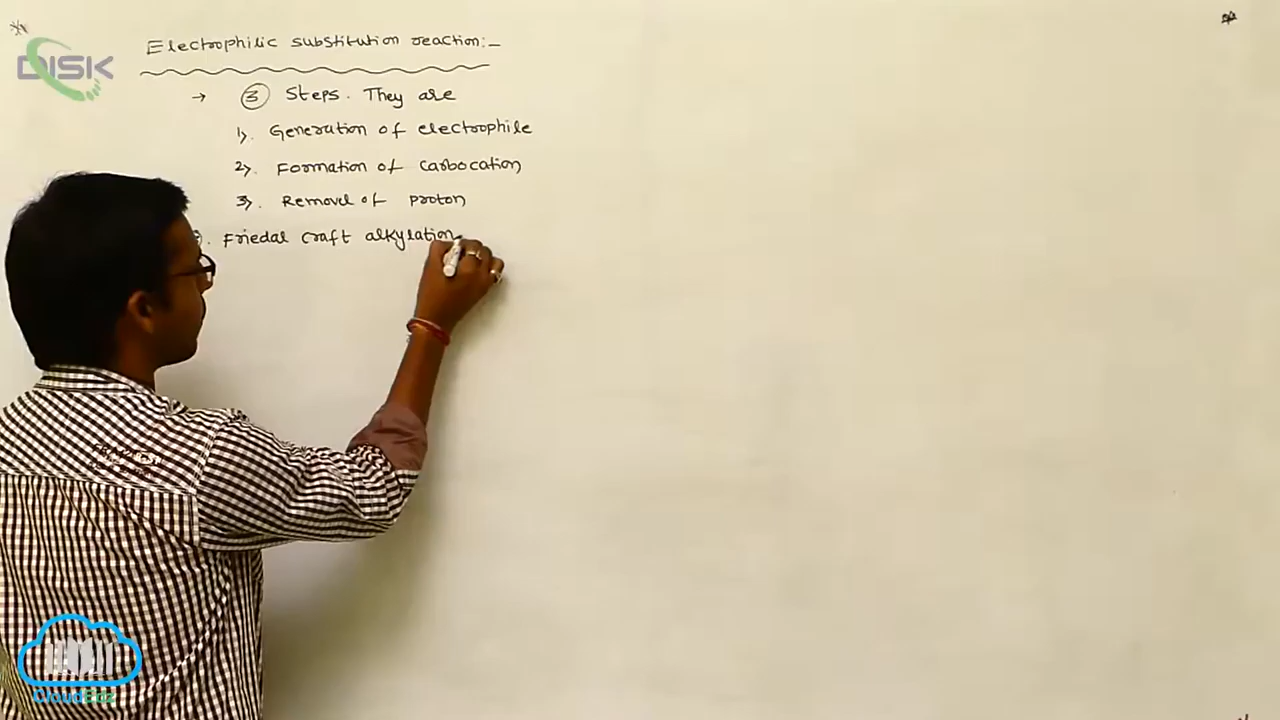 Electrophilic substitution reaction:-
DISK
→ 3 Steps. They are
1). Generation of electrophile
2). Formation of Carbocation
3). Removel of proton
Friedal craft alkylation
CloudEdz